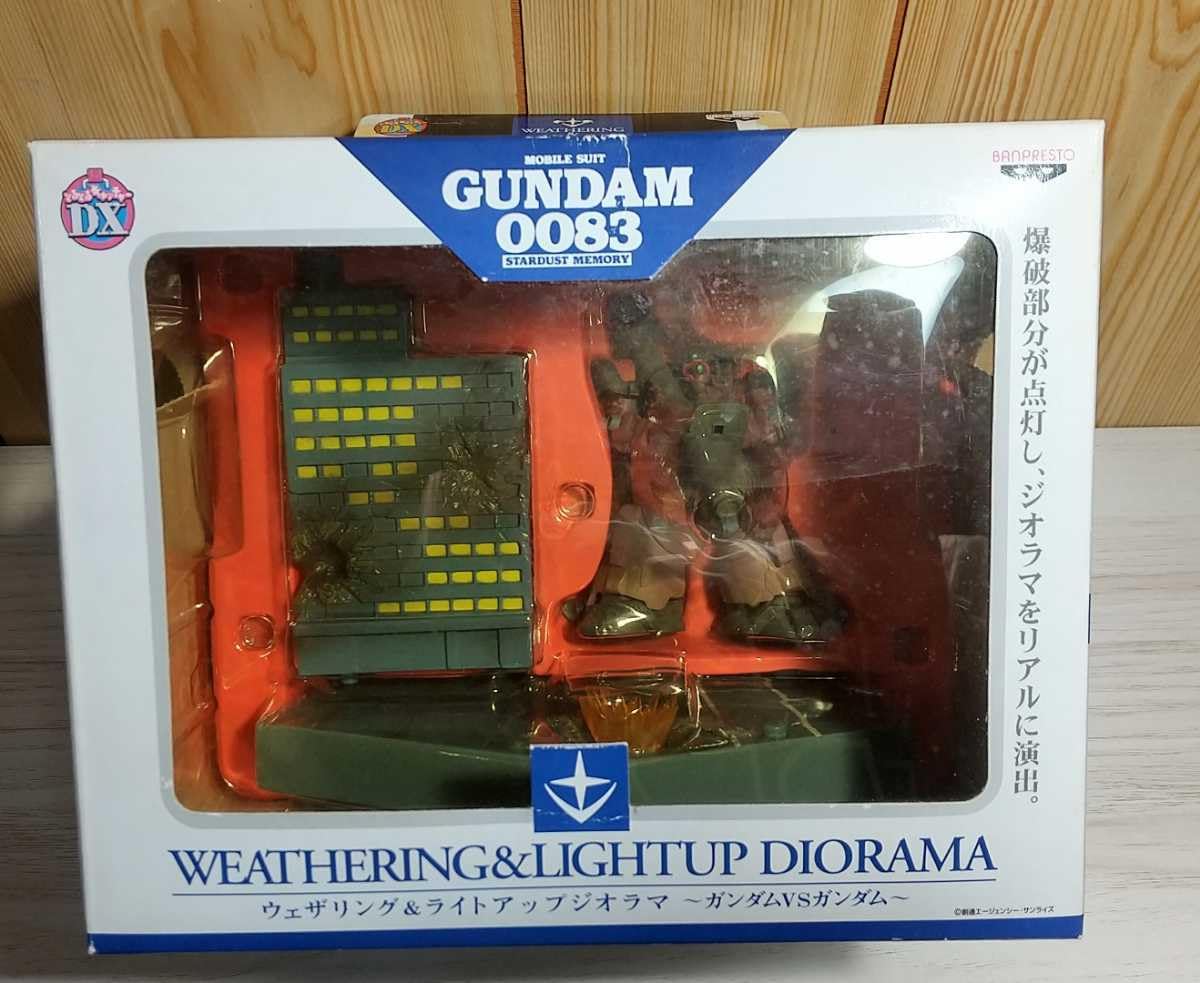 WEATHERING
MOBILE SUIT
GUNDAM
0083
STARDUST MEMORY
DX
BANPRESTO
爆破部分が点灯し、ジオラマをリアルに演出。
WEATHERING&LIGHTUP DIORAMA
ウェザリング&ライトアップジオラマ ～ガンダムVSガンダム～
©創通エージェンシー・サンライズ